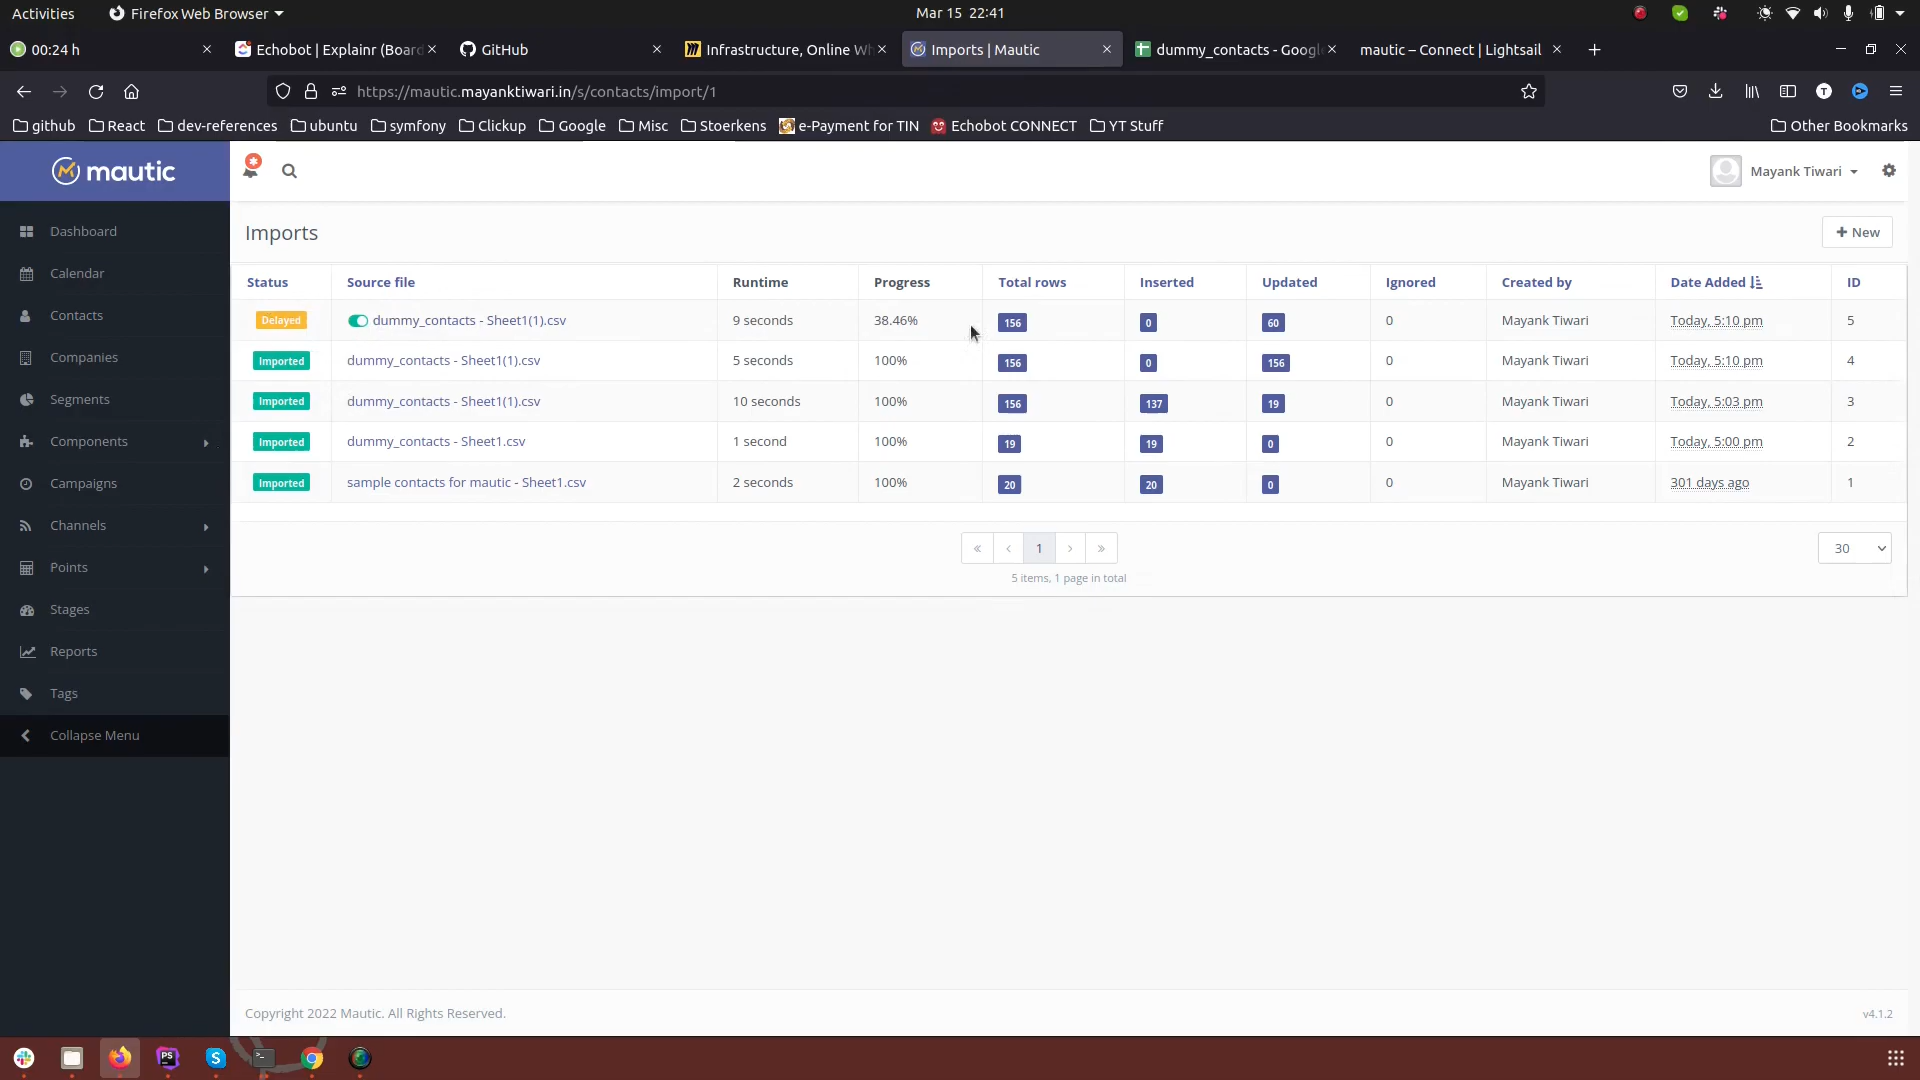 Activities Firefox Web Browser Mar 15 22:41
00:24 h Echobot | Explainr (Board GitHub Infrastructure, Online Wh Imports | Mautic dummy_contacts - Googl mautic – Connect | Lightsail
https://mautic.mayanktiwari.in/s/contacts/import/1
github React dev-references ubuntu symfony Clickup Google Misc Stoerkens e-Payment for TIN Echobot CONNECT YT Stuff Other Bookmarks
mautic Mayank Tiwari
Dashboard
Calendar
Contacts
Companies
Segments
Components
Campaigns
Channels
Points
Stages
Reports
Tags
Collapse Menu
Imports + New
Status Source file Runtime Progress Total rows Inserted Updated Ignored Created by Date Added ID
Delayed dummy_contacts - Sheet1(1).csv 9 seconds 38.46% 156 0 60 0 Mayank Tiwari Today, 5:10 pm 5
Imported dummy_contacts - Sheet1(1).csv 5 seconds 100% 156 0 156 0 Mayank Tiwari Today, 5:10 pm 4
Imported dummy_contacts - Sheet1(1).csv 10 seconds 100% 156 137 19 0 Mayank Tiwari Today, 5:03 pm 3
Imported dummy_contacts - Sheet1.csv 1 second 100% 19 19 0 0 Mayank Tiwari Today, 5:00 pm 2
Imported sample contacts for mautic - Sheet1.csv 2 seconds 100% 20 20 0 0 Mayank Tiwari 301 days ago 1
« ‹ 1 › » 30
5 items, 1 page in total
Copyright 2022 Mautic. All Rights Reserved. v4.1.2